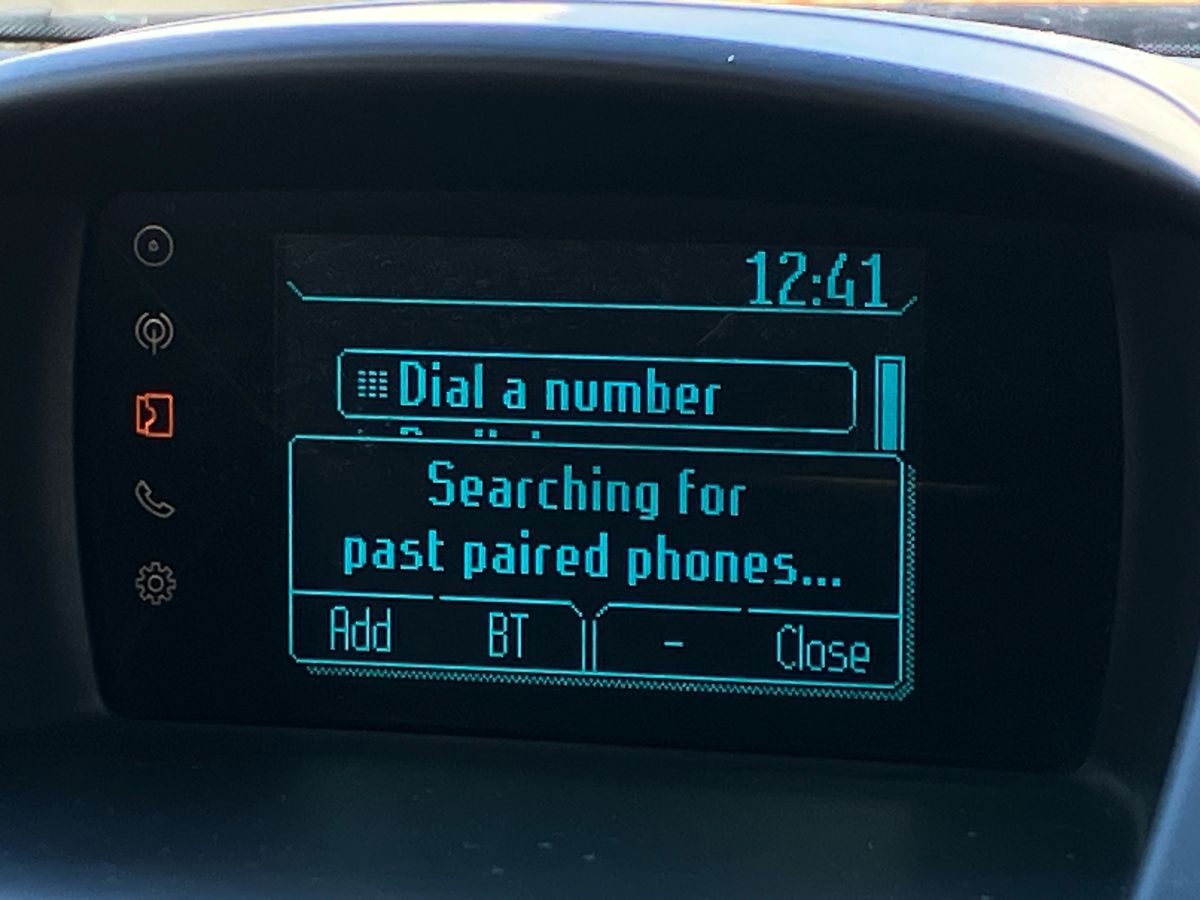 12:41
Dial a number
Searching for
past paired phones...
Add BT - Close